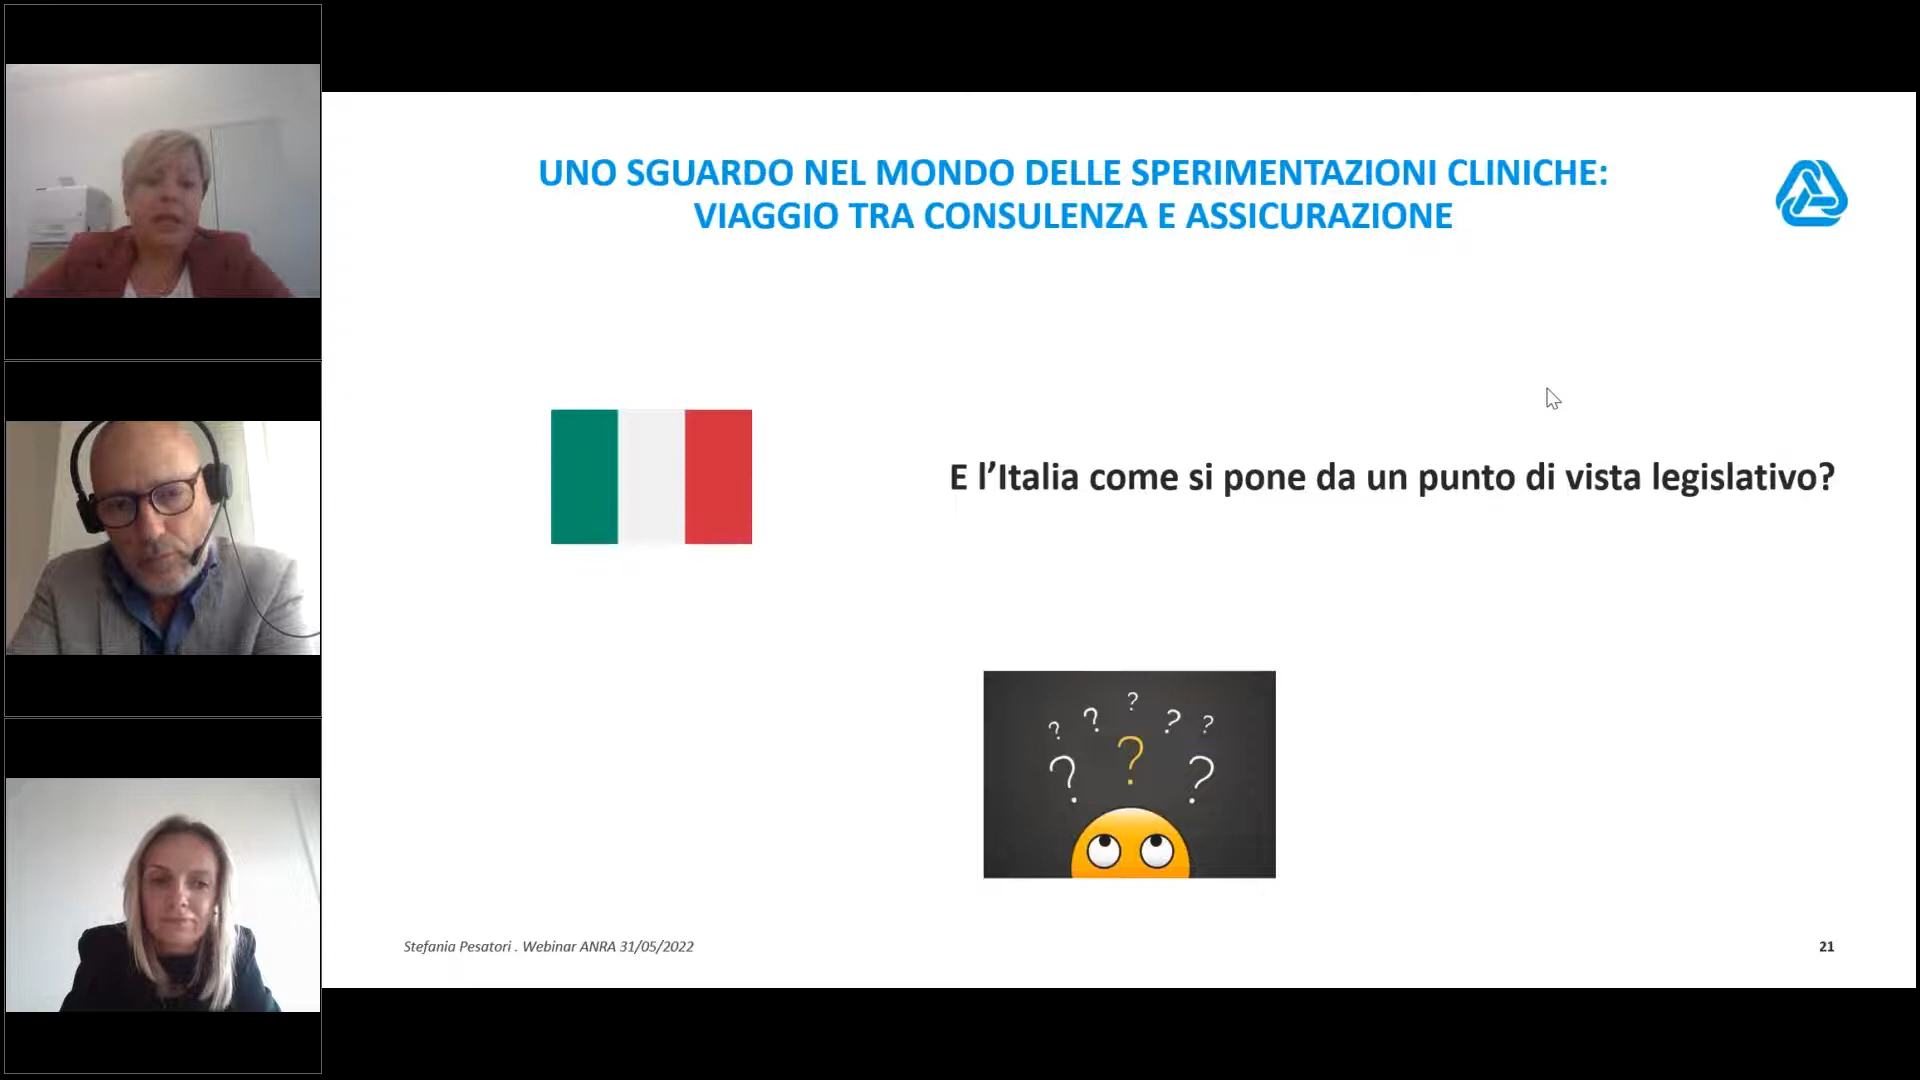 UNO SGUARDO NEL MONDO DELLE SPERIMENTAZIONI CLINICHE:
VIAGGIO TRA CONSULENZA E ASSICURAZIONE
E l’Italia come si pone da un punto di vista legislativo?
? ? ? ? ?
? ? ?
Stefania Pesatori . Webinar ANRA 31/05/2022
21